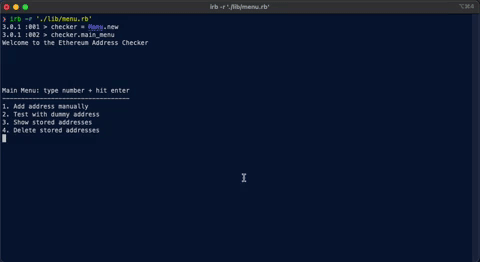 irb -r './lib/menu.rb'
⌥⌘4
❯ irb -r './lib/menu.rb'
3.0.1 :001 > checker = Menu.new
3.0.1 :002 > checker.main_menu
Welcome to the Ethereum Address Checker
Main Menu: type number + hit enter
----------------------------------
1. Add address manually
2. Test with dummy address
3. Show stored addresses
4. Delete stored addresses